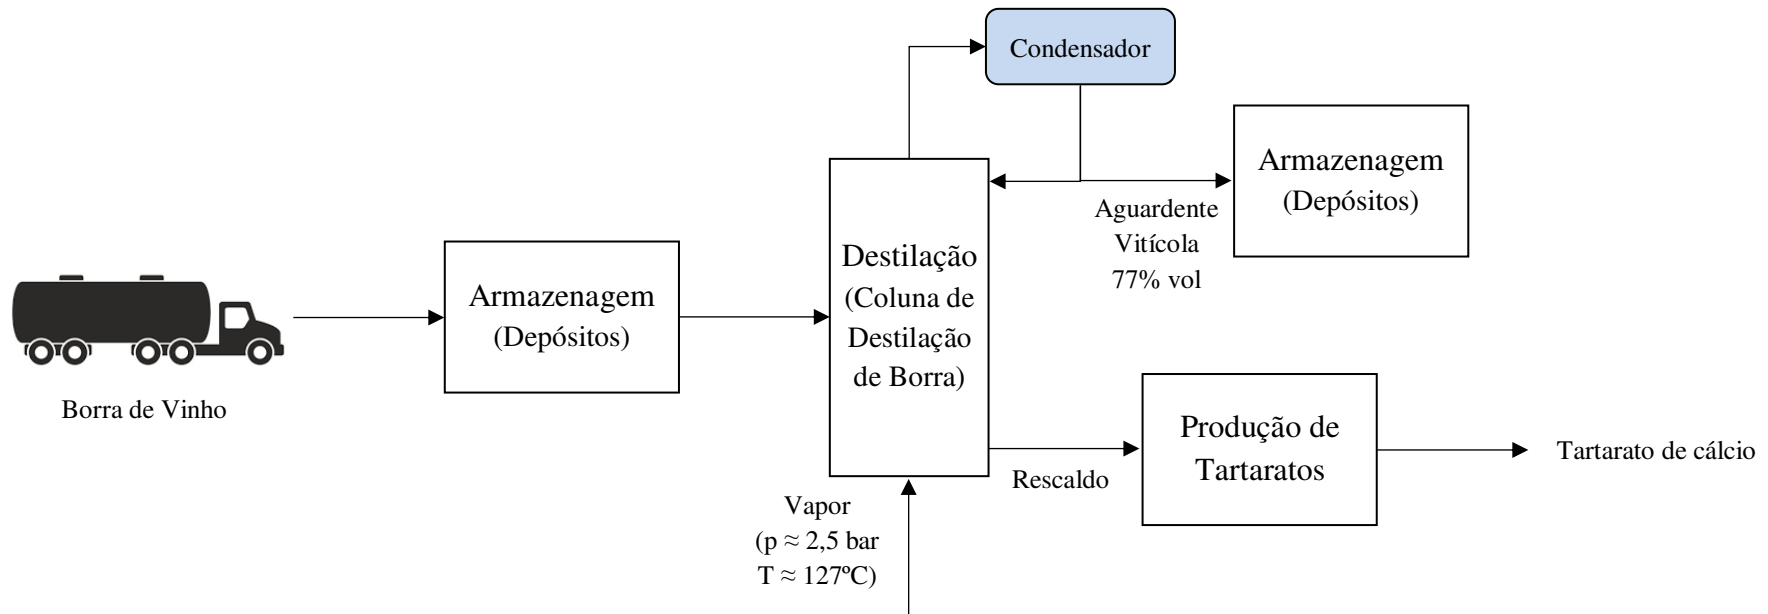 Condensador
Armazenagem
(Depósitos)
Aguardente
Vitícola
77% vol
Destilação
(Coluna de
Destilação
de Borra)
Armazenagem
(Depósitos)
Borra de Vinho
Produção de
Tartaratos
Tartarato de cálcio
Rescaldo
Vapor
(p ≈ 2,5 bar
T ≈ 127ºC)